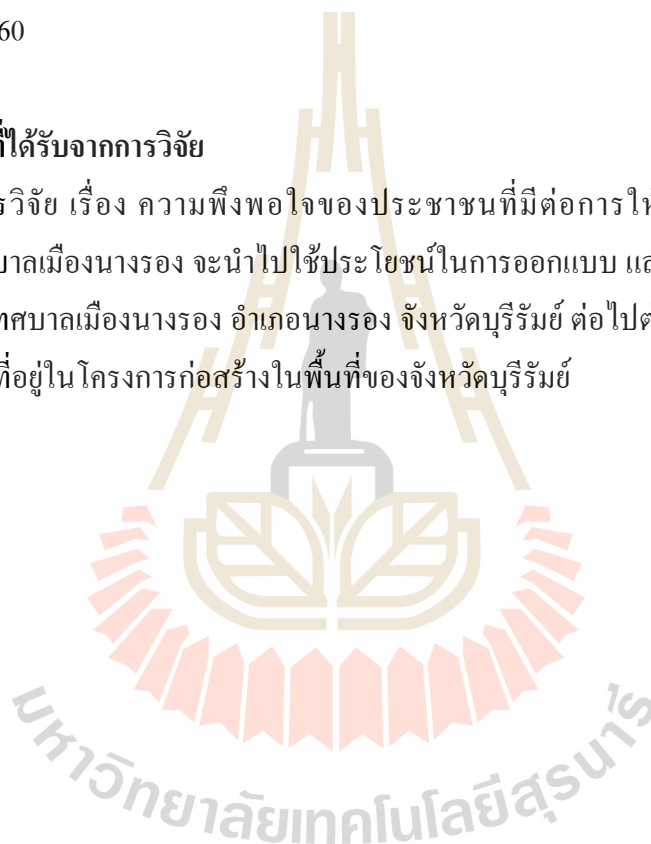 60
ที่ได้รับจากการวิจัย
รวิจัย เรื่อง ความพึงพอใจของประชาชนที่มีต่อการให้
บาลเมืองนางรอง จะนำไปใช้ประโยชน์ในการออกแบบ แล
ทศบาลเมืองนางรอง อำเภอนางรอง จังหวัดบุรีรัมย์ ต่อไปต
ที่อยู่ในโครงการก่อสร้างในพื้นที่ของจังหวัดบุรีรัมย์
มหาวิทยาลัยเทคโนโลยีสุรนารี